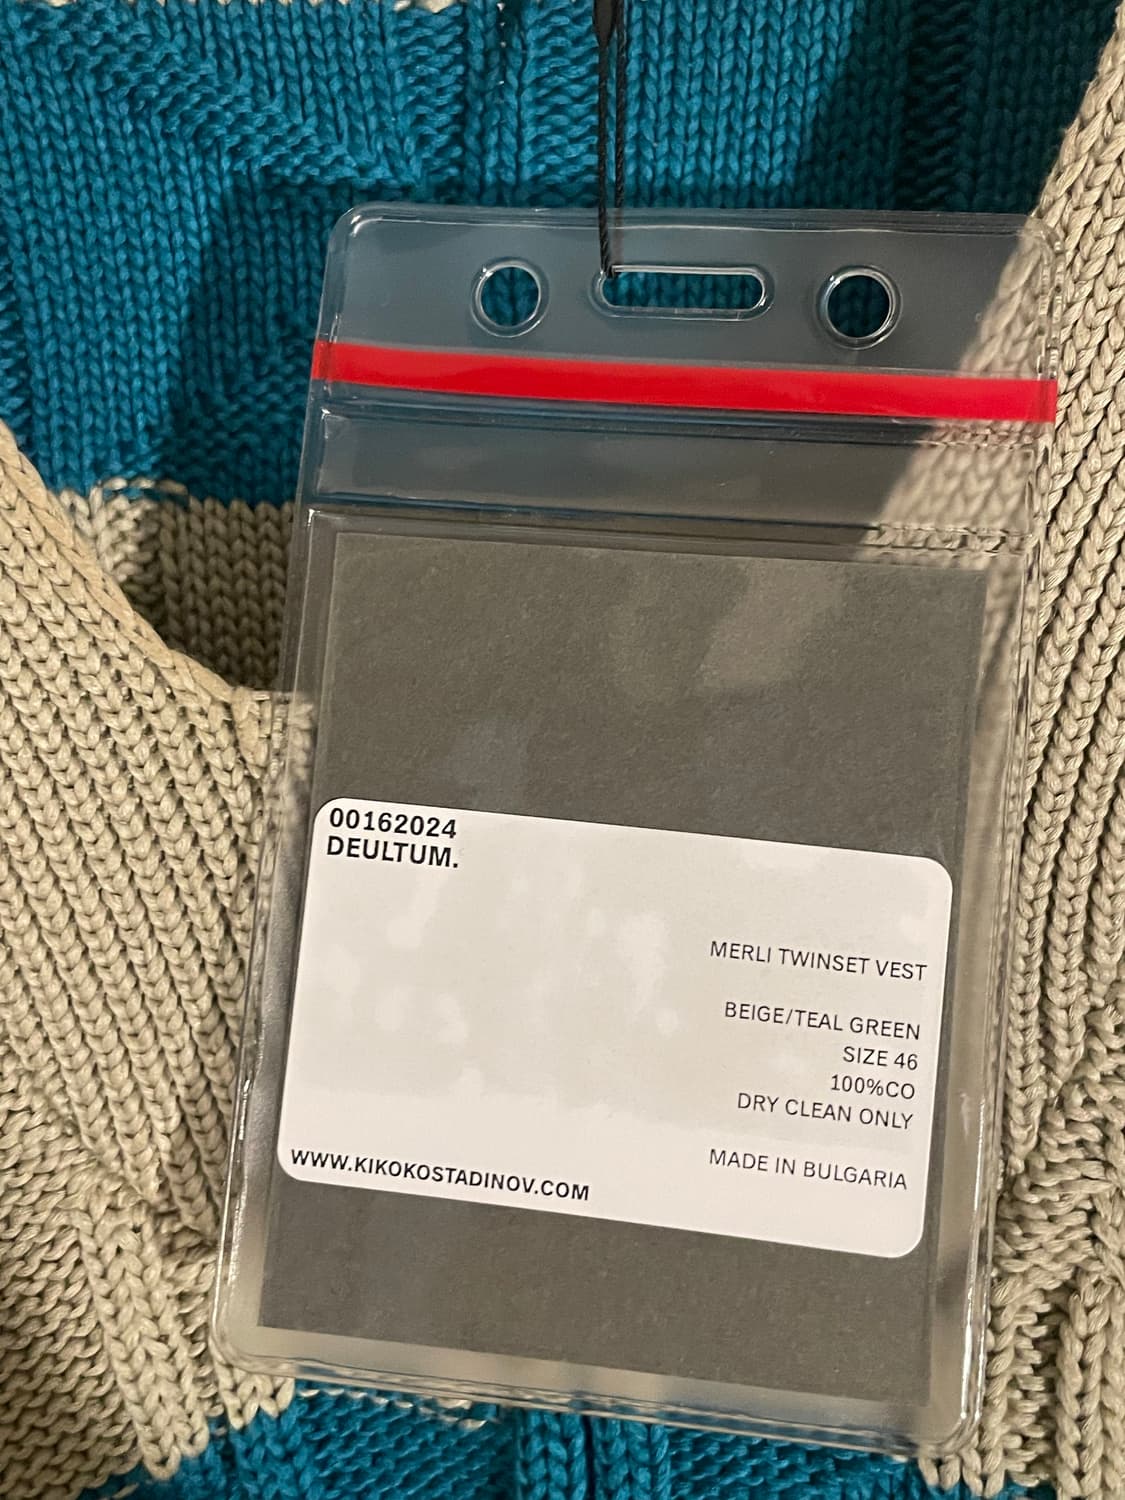 00162024
DEULTUM.
MERLI TWINSET VEST
BEIGE/TEAL GREEN
SIZE 46
100%CO
DRY CLEAN ONLY
MADE IN BULGARIA
WWW.KIKOKOSTADINOV.COM